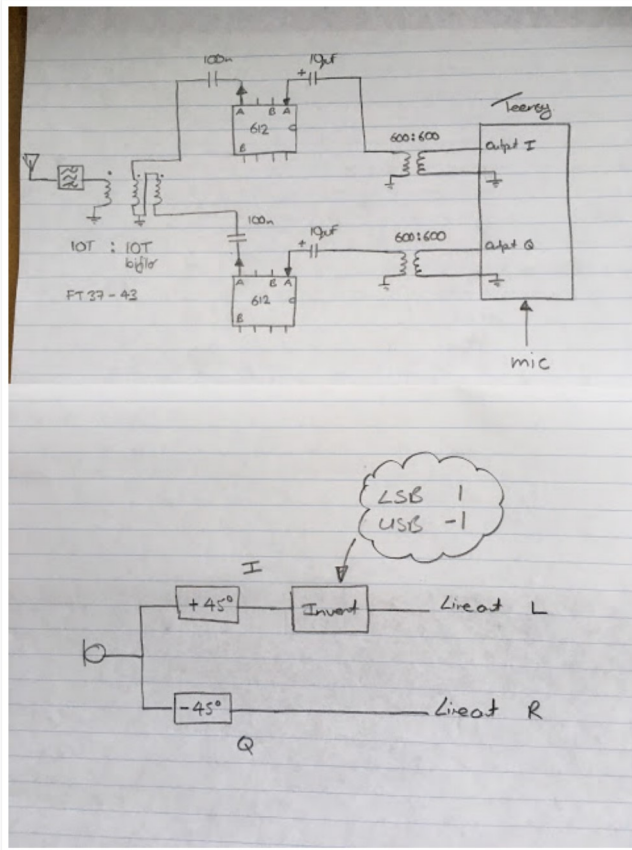 100n
10µF
+
Teensy
A
B
A
612
C
B
600:600
Output I
100n
10µF
+
600:600
Output Q
10T : 10T
bifilar
FT37-43
A
B
A
612
C
B
mic
LSB 1
USB -1
I
+45°
Invert
Lineout L
-45°
Lineout R
Q